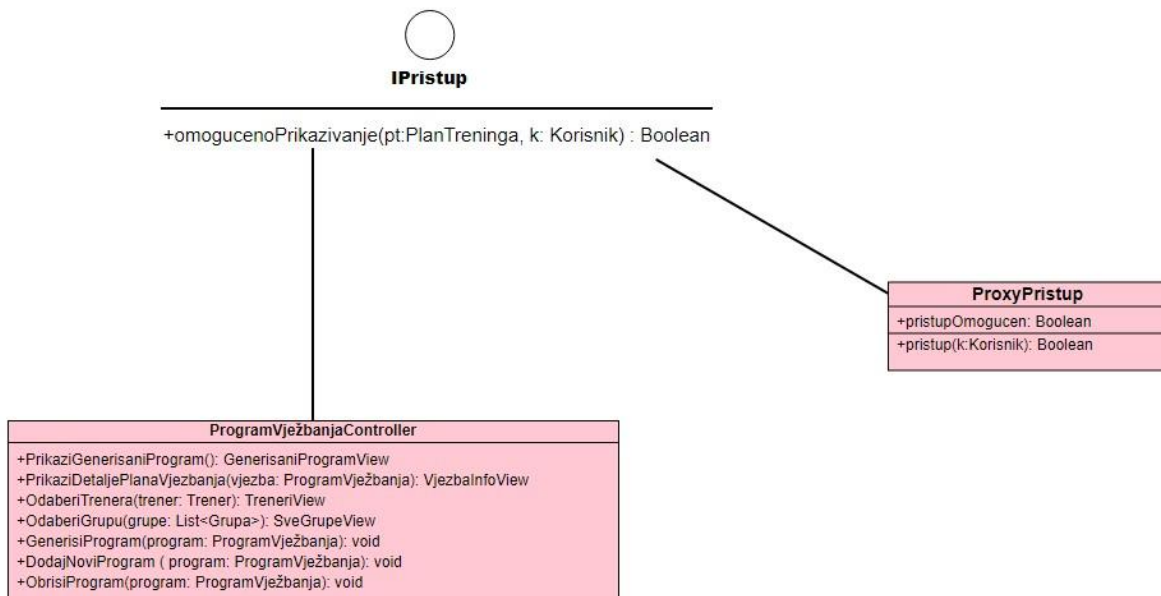 IPristup
+omogucenoPrikazivanje(pt:PlanTreninga, k: Korisnik) : Boolean
ProxyPristup
+pristupOmogucen: Boolean
+pristup(k:Korisnik): Boolean
ProgramVježbanjaController
+PrikaziGenerisaniProgram(): GenerisaniProgramView
+PrikaziDetaljePlanaVjezbanja(vjezba: ProgramVježbanja): VjezbaInfoView
+OdaberiTrenera(trener: Trener): TreneriView
+OdaberiGrupu(grupe: List<Grupa>): SveGrupeView
+GenerisiProgram(program: ProgramVježbanja): void
+DodajNoviProgram ( program: ProgramVježbanja): void
+ObrisiProgram(program: ProgramVježbanja): void